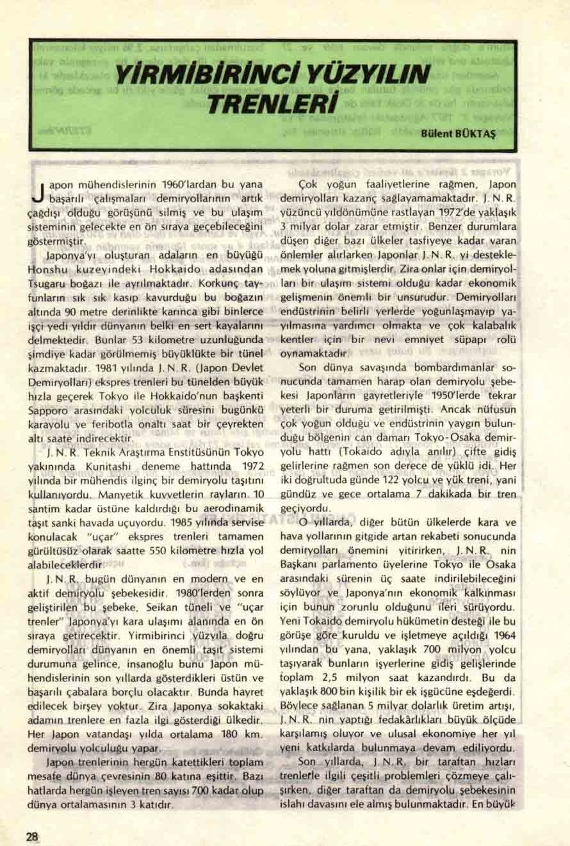 YİRMİBİRİNCİ YÜZYILIN
TRENLERİ
Bülent BÜKTAŞ
Japon mühendislerinin 1960'lardan bu yana
başarılı çalışmaları demiryollarının artık
çağdışı olduğu görüşünü silmiş ve bu ulaşım
sisteminin gelecekte en ön sıraya geçebileceğini
göstermiştir.
Japonya'yı oluşturan adaların en büyüğü
Honshu kuzeyindeki Hokkaido adasından
Tsugaru boğazı ile ayrılmaktadır. Korkunç tay-
funların sık sık kasıp kavurduğu bu boğazın
altında 90 metre derinlikte karınca gibi binlerce
işçi yedi yıldır dünyanın belki en sert kayalarını
delmektedir. Bunlar 53 kilometre uzunluğunda
şimdiye kadar görülmemiş büyüklükte bir tünel
kazmaktadır. 1981 yılında J.N.R. (Japon Devlet
Demiryolları) ekspres trenleri bu tünelden büyük
hızla geçerek Tokyo ile Hokkaido'nun başkenti
Sapporo arasındaki yolculuk süresini bugünkü
karayolu ve feribotla onaltı saat bir çeyrekten
altı saate indirecektir.
J.N.R. Teknik Araştırma Enstitüsünün Tokyo
yakınında Kunitashi deneme hattında 1972
yılında bir mühendis ilginç bir demiryolu taşıtını
kullanıyordu. Manyetik kuvvetlerin rayların 10
santim kadar üstüne kaldırdığı bu aerodinamik
taşıt sanki havada uçuyordu. 1985 yılında servise
konulacak "uçar" ekspres trenleri tamamen
gürültüsüz olarak saatte 550 kilometre hızla yol
alabileceklerdir.
J.N.R. bugün dünyanın en modern ve en
aktif demiryolu şebekesidir. 1980'lerden sonra
geliştirilen bu şebeke, Seikan tüneli ve "uçar
trenler" Japonya'yı kara ulaşımı alanında en ön
sıraya getirecektir. Yirmibirinci yüzyıla doğru
demiryolları dünyanın en önemli taşıt sistemi
durumuna gelince, insanoğlu bunu Japon mü-
hendislerinin son yıllarda gösterdikleri üstün ve
başarılı çabalara borçlu olacaktır. Bunda hayret
edilecek birşey yoktur. Zira Japonya sokaktaki
adamın trenlere en fazla ilgi gösterdiği ülkedir.
Her Japon vatandaşı yılda ortalama 180 km.
demiryolu yolculuğu yapar.
Japon trenlerinin hergün katettikleri toplam
mesafe dünya çevresinin 80 katına eşittir. Bazı
hatlarda hergün işleyen tren sayısı 700 kadar olup
dünya ortalamasının 3 katıdır.
Çok yoğun faaliyetlerine rağmen, Japon
demiryolları kazanç sağlayamamaktadır. J.N.R.
yüzüncü yıldönümüne rastlayan 1972'de yaklaşık
3 milyar dolar zarar etmiştir. Benzer durumlara
düşen diğer bazı ülkeler tasfiyeye kadar varan
önlemler alırlarken Japonlar J.N.R. yi destekle-
mek yoluna gitmişlerdir. Zira onlar için demiryol-
ları bir ulaşım sistemi olduğu kadar ekonomik
gelişmenin önemli bir unsurudur. Demiryolları
endüstrinin belirli yerlerde yoğunlaşmayıp ya-
yılmasına yardımcı olmakta ve çok kalabalık
kentler için bir nevi emniyet süpapı rolü
oynamaktadır.
Son dünya savaşında bombardımanlar so-
nucunda tamamen harap olan demiryolu şebe-
kesi Japonların gayretleriyle 1950'lerde tekrar
yeterli bir duruma getirilmişti. Ancak nüfusun
çok yoğun olduğu ve endüstrinin yaygın bulun-
duğu bölgenin can damarı Tokyo-Osaka demir-
yolu hattı (Tokaido adıyla anılır) çifte gidiş
gelirlerine rağmen son derece de yüklü idi. Her
iki doğrultuda günde 122 yolcu ve yük treni, yani
gündüz ve gece ortalama 7 dakikada bir tren
geçiyordu.
O yıllarda, diğer bütün ülkelerde kara ve
hava yollarının gitgide artan rekabeti sonucunda
demiryolları önemini yitirirken, J.N.R. nin
Başkanı parlamento üyelerine Tokyo ile Osaka
arasındaki sürenin üç saate indirilebileceğini
söylüyor ve Japonya'nın ekonomik kalkınması
için bunun zorunlu olduğunu ileri sürüyordu.
Yeni Tokaido demiryolu hükümetin desteği ile bu
görüşe göre kuruldu ve işletmeye açıldığı 1964
yılından bu yana, yaklaşık 700 milyon yolcu
taşıyarak bunların işyerlerine gidiş gelişlerinde
toplam 2,5 milyon saat kazandırdı. Bu da
yaklaşık 800 bin kişilik bir ek işgücüne eşdeğerdi.
Böylece sağlanan 5 milyar dolarlık üretim artışı,
J.N.R. nin yaptığı fedakârlıkları büyük ölçüde
karşılamış oluyor ve ulusal ekonomiye her yıl
yeni katkılarda bulunmaya devam ediliyordu.
Son yıllarda, J.N.R. bir taraftan hızları
trenlerle ilgili çeşitli problemleri çözmeye çalı-
şırken, diğer taraftan da demiryolu şebekesinin
islahı davasını ele almış bulunmaktadır. En büyük
28